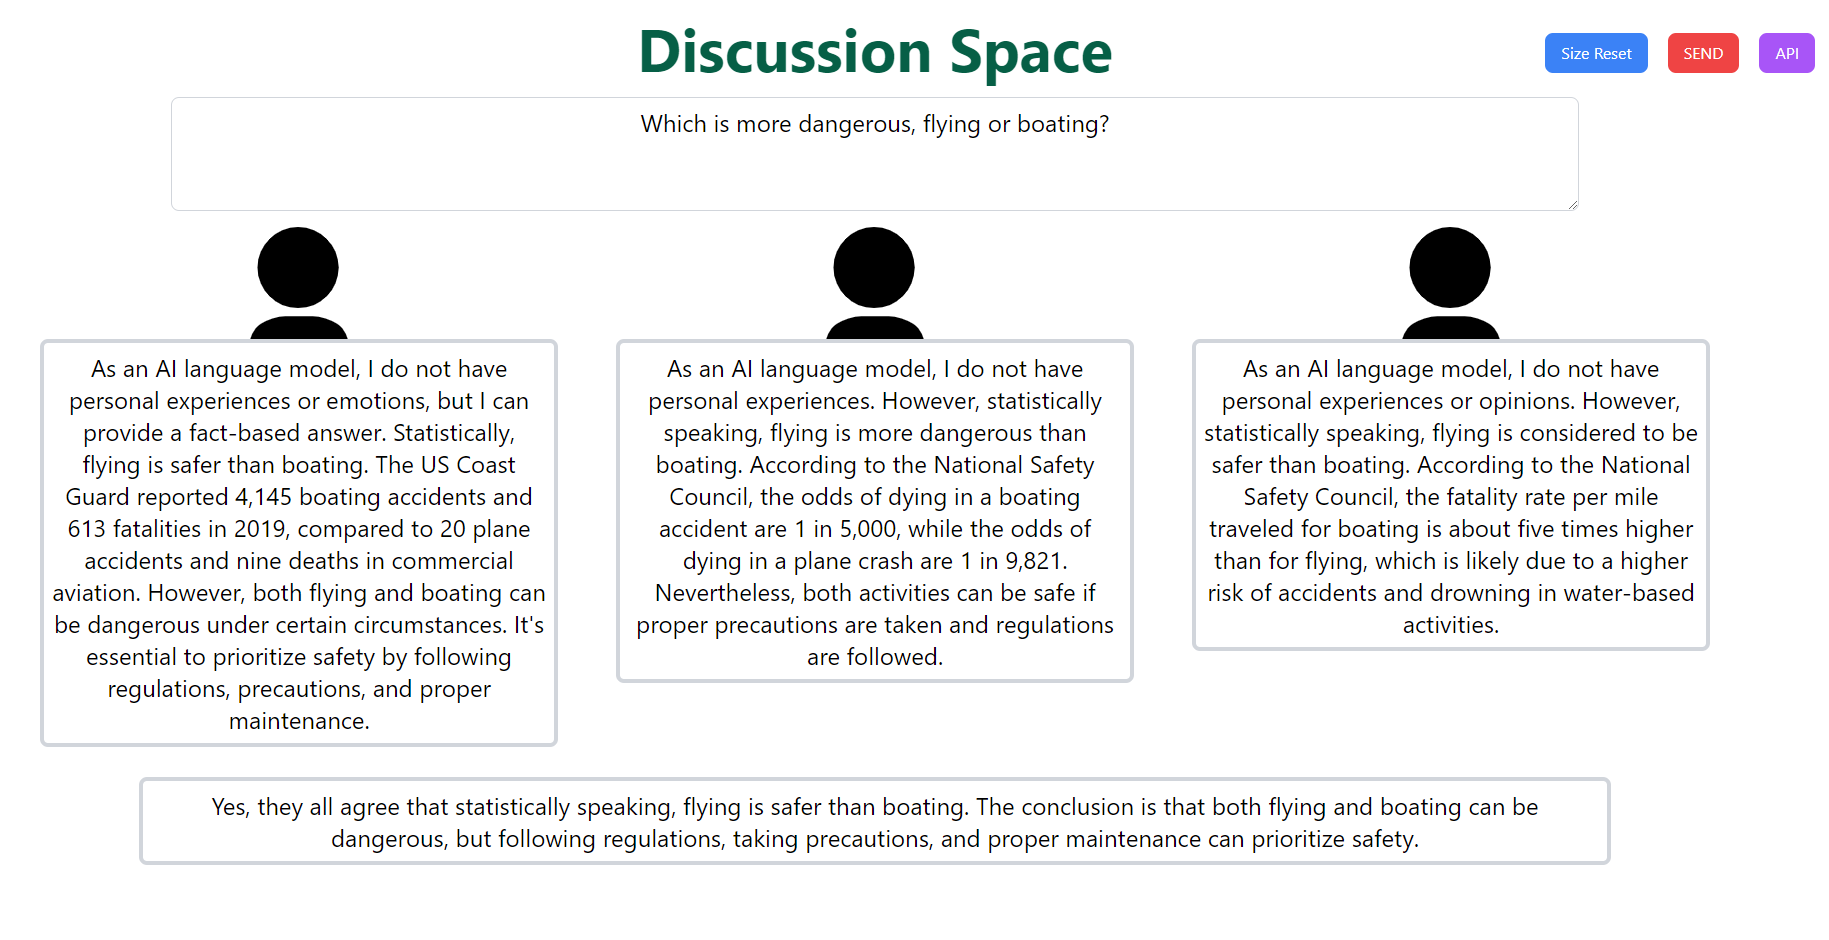 Discussion Space
Size Reset
SEND
API
Which is more dangerous, flying or boating?
As an AI language model, I do not have
personal experiences or emotions, but I can
provide a fact-based answer. Statistically,
flying is safer than boating. The US Coast
Guard reported 4,145 boating accidents and
613 fatalities in 2019, compared to 20 plane
accidents and nine deaths in commercial
aviation. However, both flying and boating can
be dangerous under certain circumstances. It's
essential to prioritize safety by following
regulations, precautions, and proper
maintenance.
As an AI language model, I do not have
personal experiences. However, statistically
speaking, flying is more dangerous than
boating. According to the National Safety
Council, the odds of dying in a boating
accident are 1 in 5,000, while the odds of
dying in a plane crash are 1 in 9,821.
Nevertheless, both activities can be safe if
proper precautions are taken and regulations
are followed.
As an AI language model, I do not have
personal experiences or opinions. However,
statistically speaking, flying is considered to be
safer than boating. According to the National
Safety Council, the fatality rate per mile
traveled for boating is about five times higher
than for flying, which is likely due to a higher
risk of accidents and drowning in water-based
activities.
Yes, they all agree that statistically speaking, flying is safer than boating. The conclusion is that both flying and boating can be
dangerous, but following regulations, taking precautions, and proper maintenance can prioritize safety.